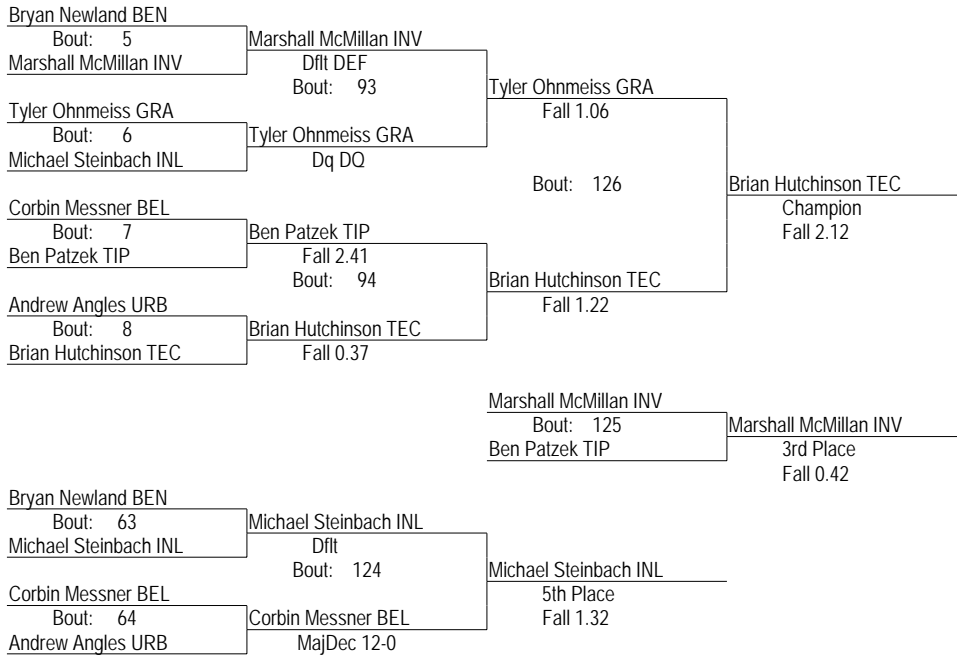 Bryan Newland BEN
Bout: 5
Marshall McMillan INV
Marshall McMillan INV
Dflt DEF
Bout: 93
Tyler Ohnmeiss GRA
Bout: 6
Michael Steinbach INL
Tyler Ohnmeiss GRA
Dq DQ
Tyler Ohnmeiss GRA
Fall 1.06
Bout: 126
Corbin Messner BEL
Bout: 7
Ben Patzek TIP
Ben Patzek TIP
Fall 2.41
Bout: 94
Andrew Angles URB
Bout: 8
Brian Hutchinson TEC
Brian Hutchinson TEC
Fall 0.37
Brian Hutchinson TEC
Fall 1.22
Brian Hutchinson TEC
Champion
Fall 2.12
Marshall McMillan INV
Bout: 125
Ben Patzek TIP
Marshall McMillan INV
3rd Place
Fall 0.42
Bryan Newland BEN
Bout: 63
Michael Steinbach INL
Michael Steinbach INL
Dflt
Bout: 124
Corbin Messner BEL
Bout: 64
Andrew Angles URB
Corbin Messner BEL
MajDec 12-0
Michael Steinbach INL
5th Place
Fall 1.32